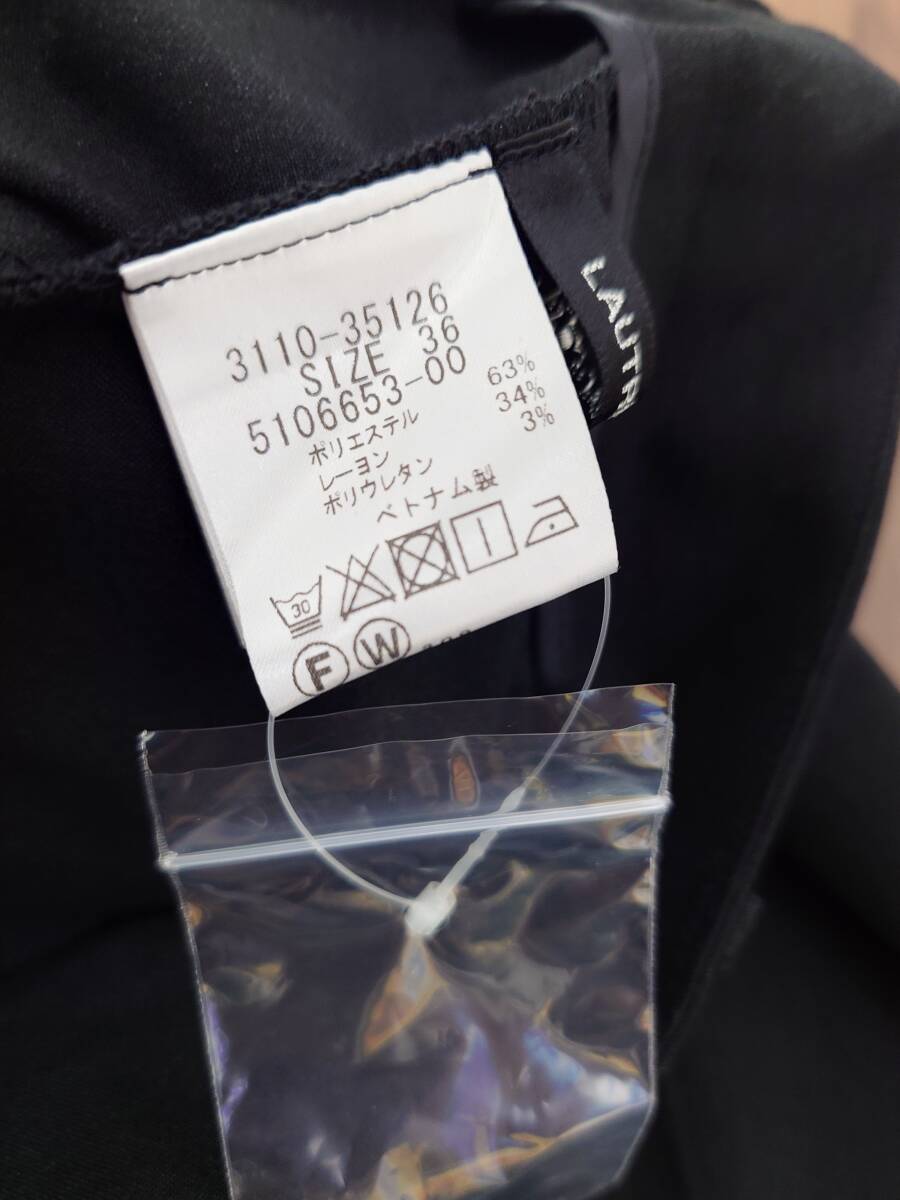 3110-35126
SIZE 36
5106653-00
ポリエステル 63%
レーヨン 34%
ポリウレタン 3%
ベトナム製
30
F W